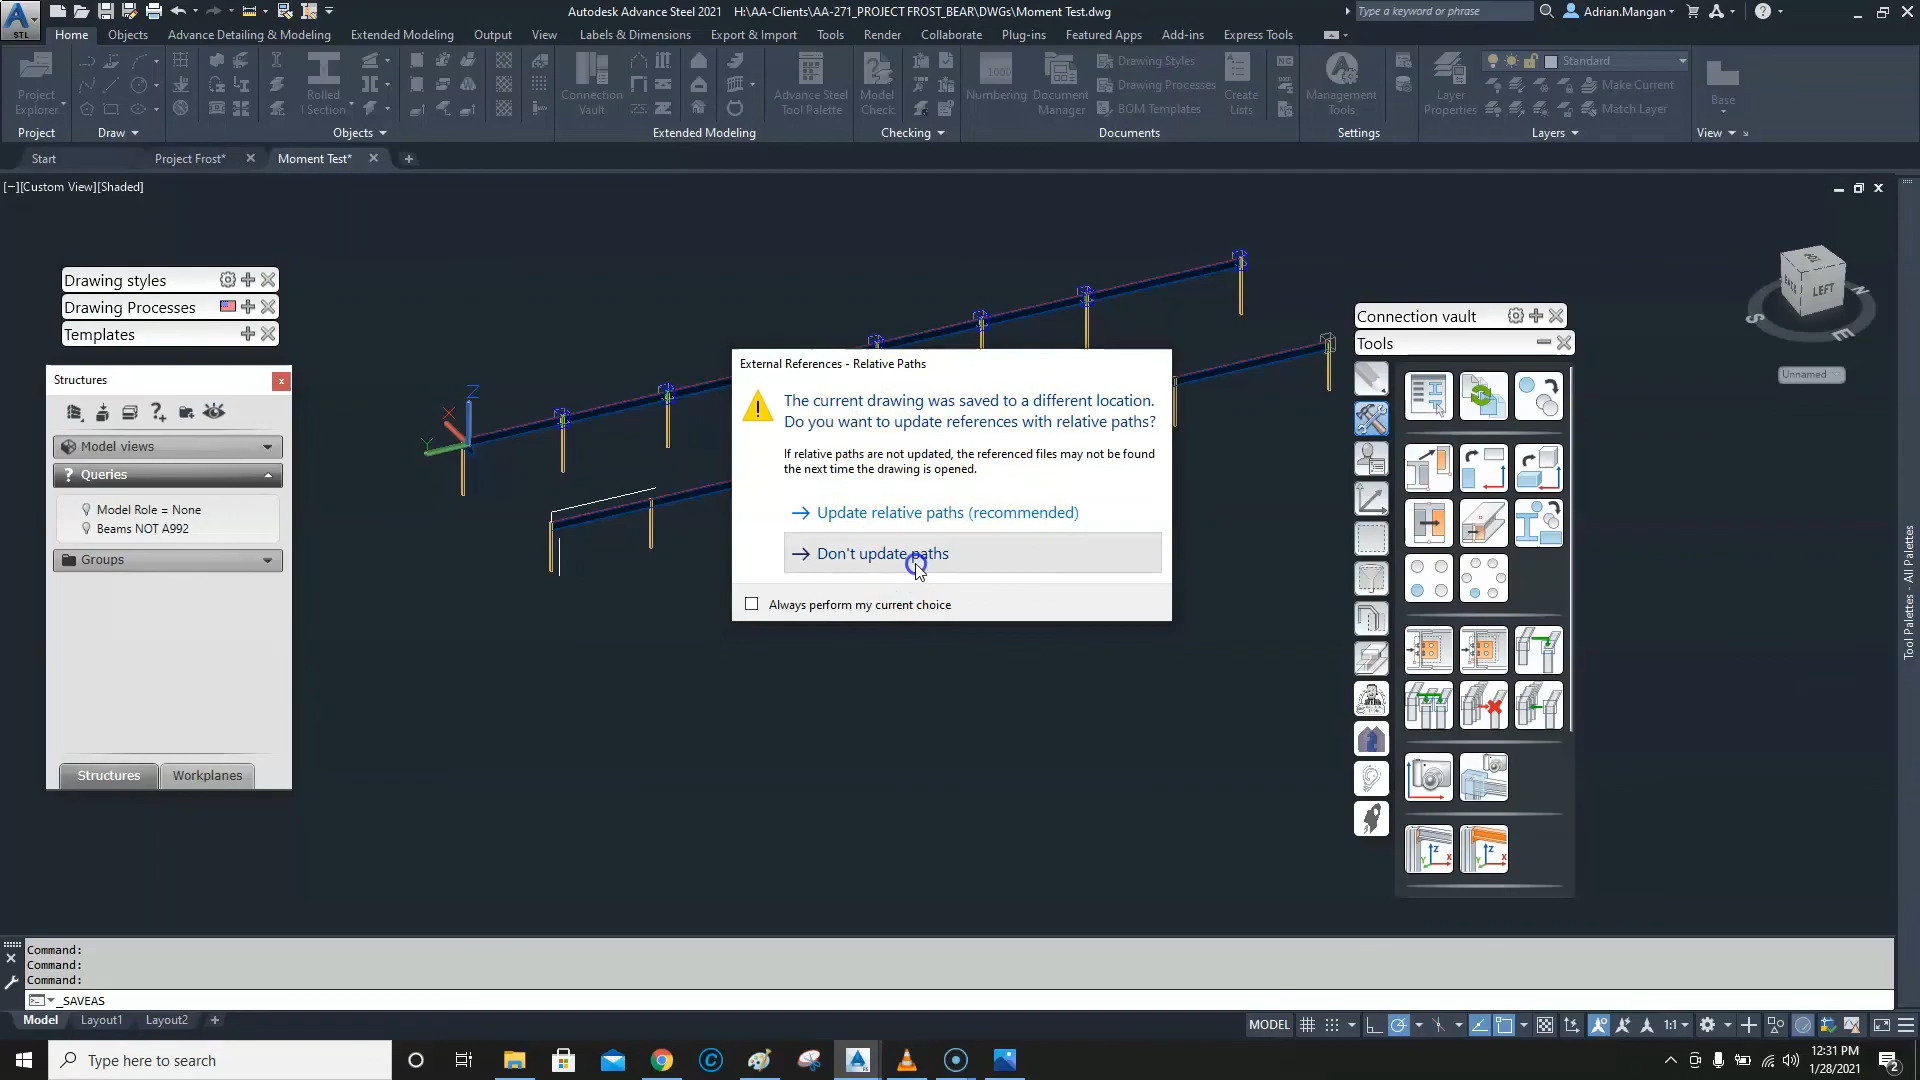 Autodesk Advance Steel 2021   H:\AA-Clients\AA-271_PROJECT FROST_BEAR\DWGs\Moment Test.dwg
Type a keyword or phrase
Adrian.Mangan
STL
Home Objects Advance Detailing & Modeling Extended Modeling Output View Labels & Dimensions Export & Import Tools Render Collaborate Plug-ins Featured Apps Add-ins Express Tools
Project Explorer
Rolled I Section
Connection Vault
Advance Steel Tool Palette
Model Check
1000
Numbering
Document Manager
Drawing Styles
Drawing Processes
BOM Templates
Create Lists
Management Tools
Layer Properties
Standard
Make Current
Match Layer
Base
Project Draw Objects Extended Modeling Checking Documents Settings Layers View
Start Project Frost* Moment Test*
[−][Custom View][Shaded]
Drawing styles
Drawing Processes
Templates
Structures
Model views
Queries
Model Role = None
Beams NOT A992
Groups
Structures Workplanes
X
Y
Z
External References - Relative Paths
The current drawing was saved to a different location.
Do you want to update references with relative paths?
If relative paths are not updated, the referenced files may not be found
the next time the drawing is opened.
Update relative paths (recommended)
Don't update paths
Always perform my current choice
Connection vault
Tools
LEFT
N
S
E
Unnamed
Tool Palettes - All Palettes
Command:
Command:
Command:
_SAVEAS
Model Layout1 Layout2
MODEL
1:1
Type here to search
12:31 PM
1/28/2021
2